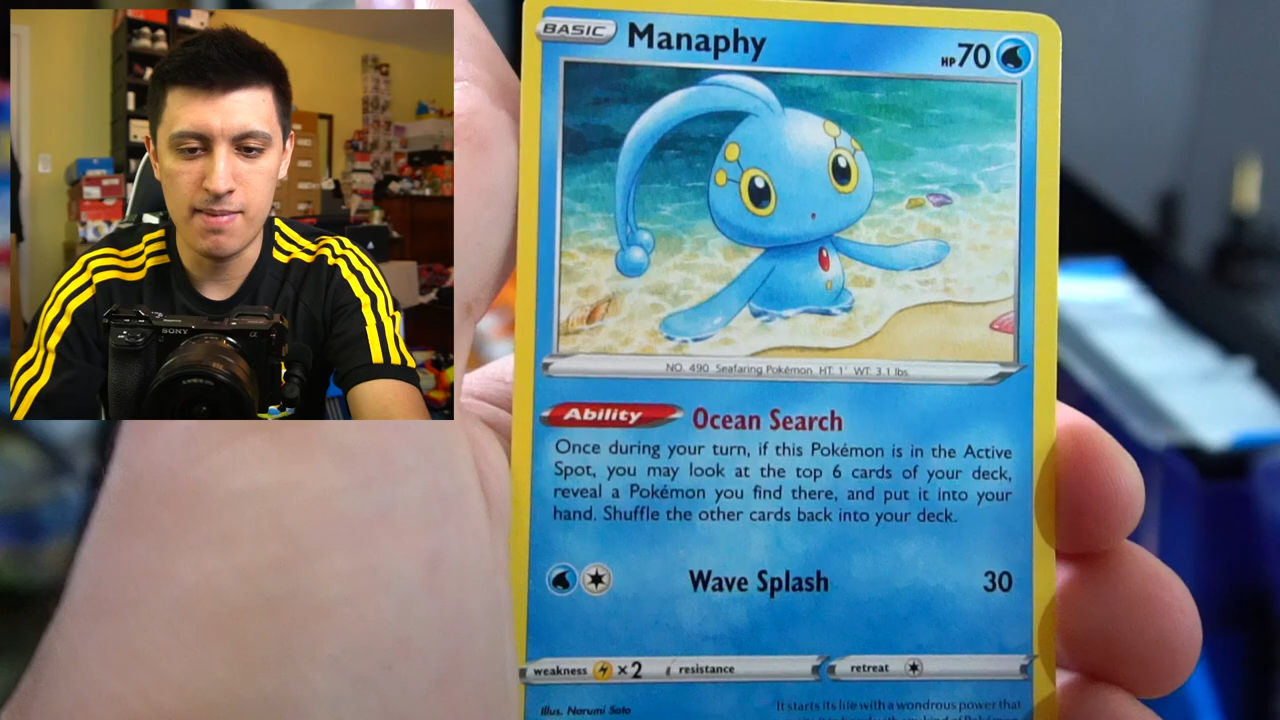 SONY
BASIC Manaphy HP 70
NO. 490 Seafaring Pokémon HT: 1' WT: 3.1 lbs.
Ability Ocean Search
Once during your turn, if this Pokémon is in the Active
Spot, you may look at the top 6 cards of your deck,
reveal a Pokémon you find there, and put it into your
hand. Shuffle the other cards back into your deck.
Wave Splash 30
weakness ×2 resistance retreat
Illus. Narumi Sato
It starts its life with a wondrous power that